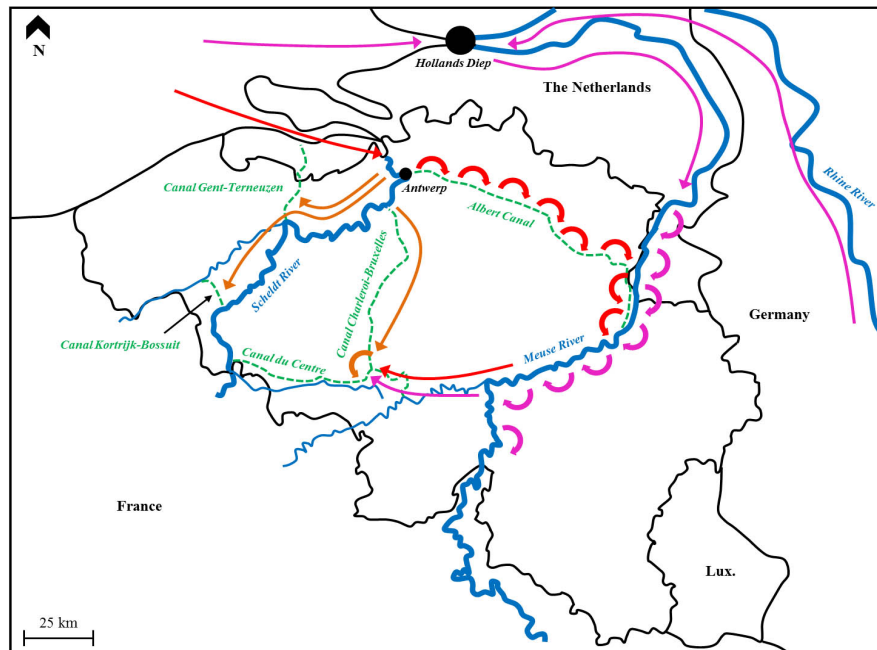 N
Hollands Diep
The Netherlands
Rhine River
Canal Gent-Terneuzen
Antwerp
Albert Canal
Scheldt River
Canal Charleroi-Bruxelles
Germany
Canal Kortrijk-Bossuit
Canal du Centre
Meuse River
France
Lux.
25 km